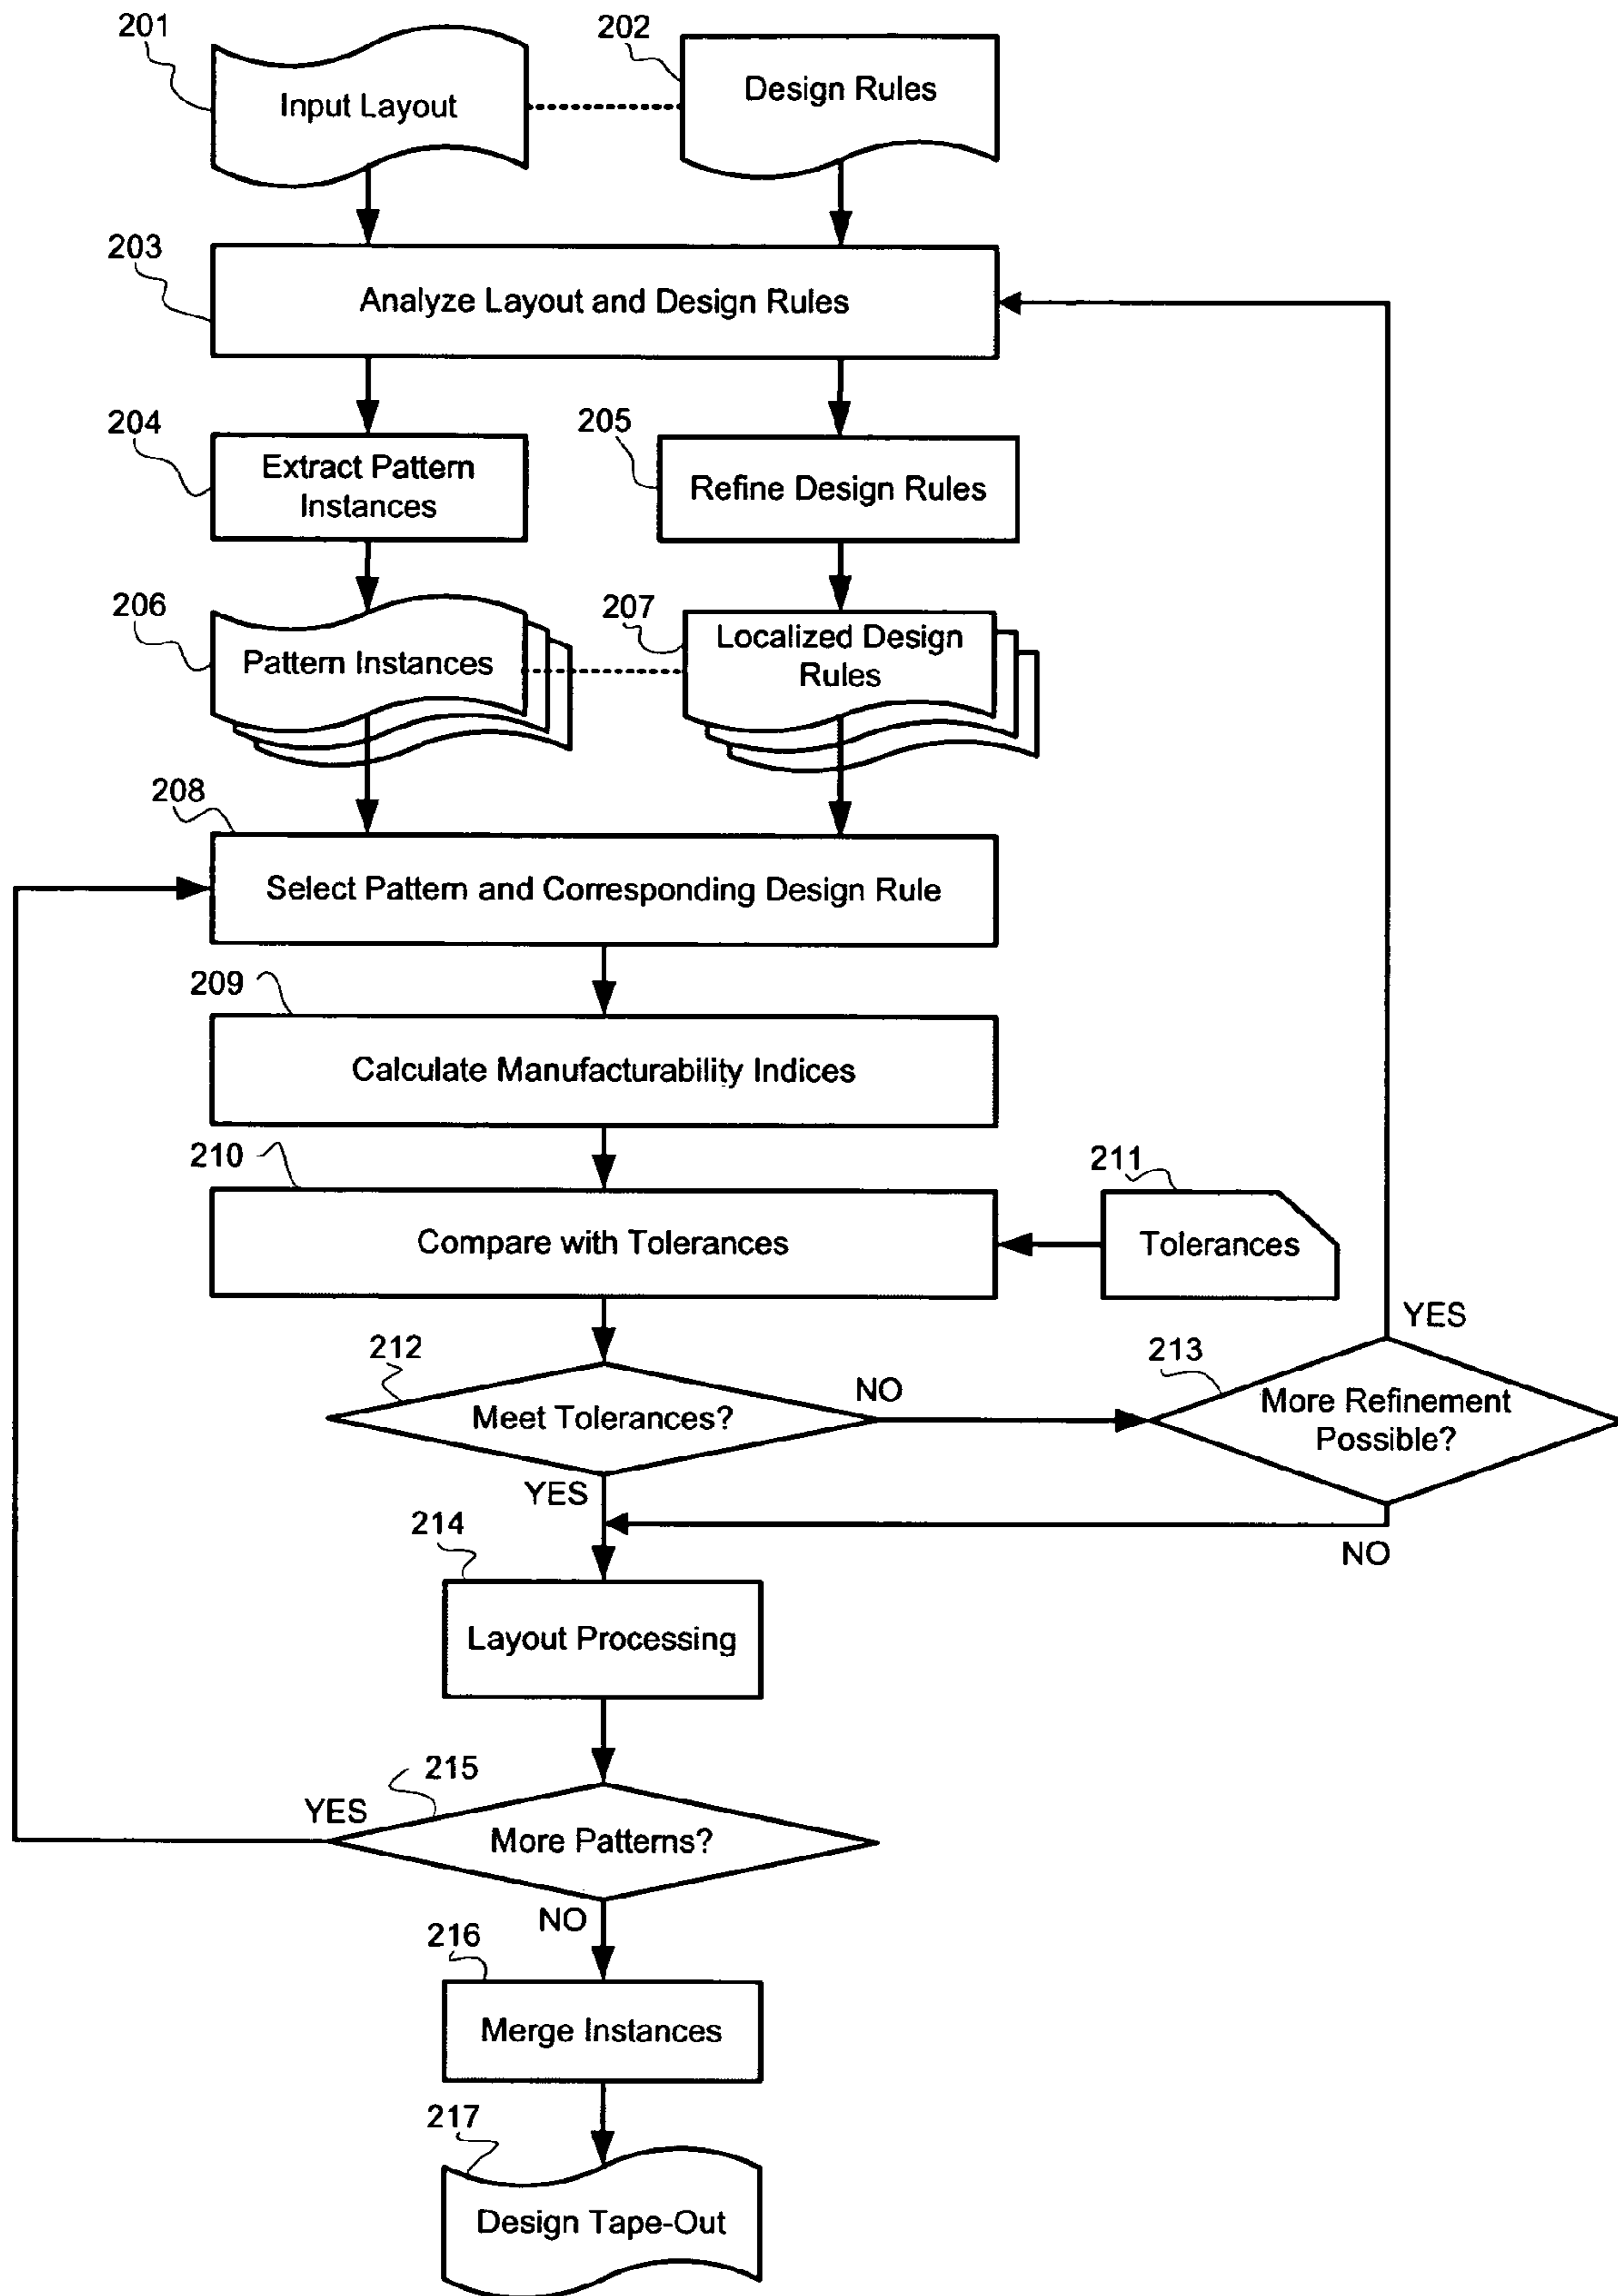 201
Input Layout
202
Design Rules
203
Analyze Layout and Design Rules
204
Extract Pattern
Instances
205
Refine Design Rules
206
Pattern Instances
207
Localized Design
Rules
208
Select Pattern and Corresponding Design Rule
209
Calculate Manufacturability Indices
210
Compare with Tolerances
211
Tolerances
212
Meet Tolerances?
NO
YES
213
More Refinement
Possible?
YES
NO
214
Layout Processing
215
YES
More Patterns?
NO
216
Merge Instances
217
Design Tape-Out